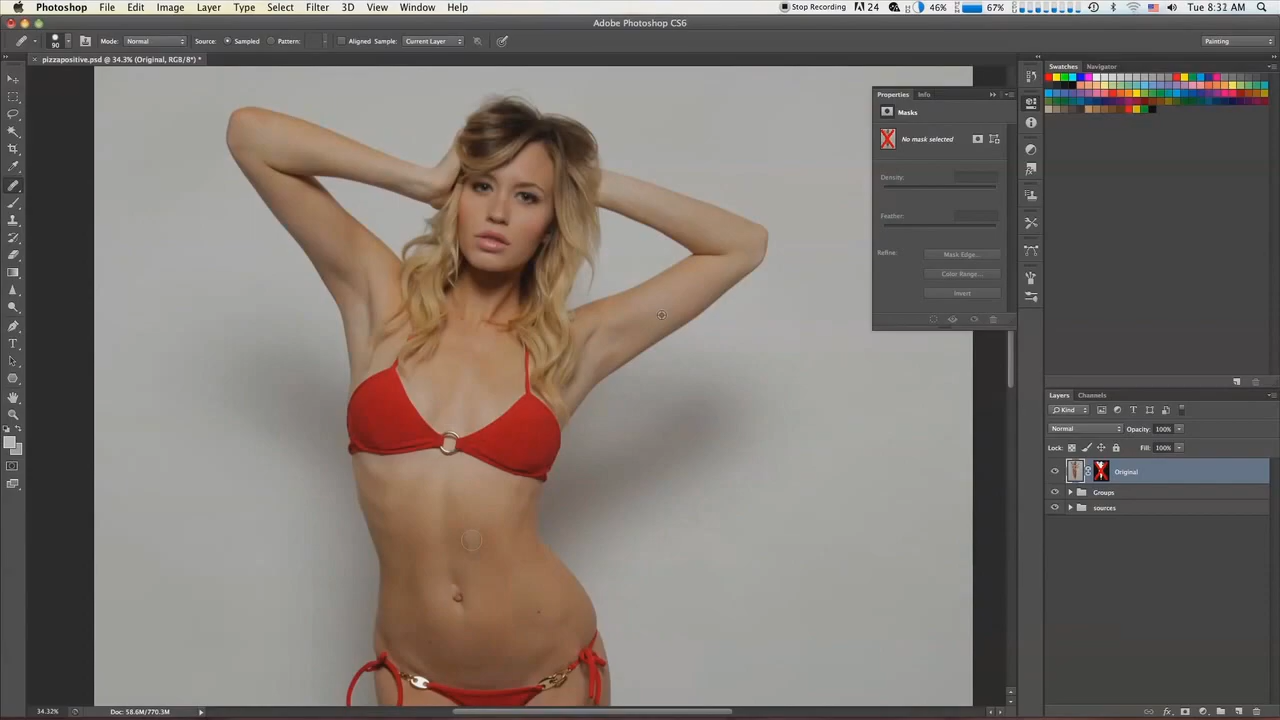 Photoshop File Edit Image Layer Type Select Filter 3D View Window Help Stop Recording 24 46% 67% Tue 8:32 AM
Adobe Photoshop CS6
90 Mode: Normal Source: Sampled Pattern: Aligned Sample: Current Layer Painting
pizzapositive.psd @ 34.3% (Original, RGB/8*) *
Swatches Navigator
Properties Info
Masks
No mask selected
Density:
Feather:
Refine: Mask Edge...
Color Range...
Invert
Layers Channels
Kind
Normal Opacity: 100%
Lock: Fill: 100%
Original
Groups
sources
34.32% Doc: 58.6M/770.3M